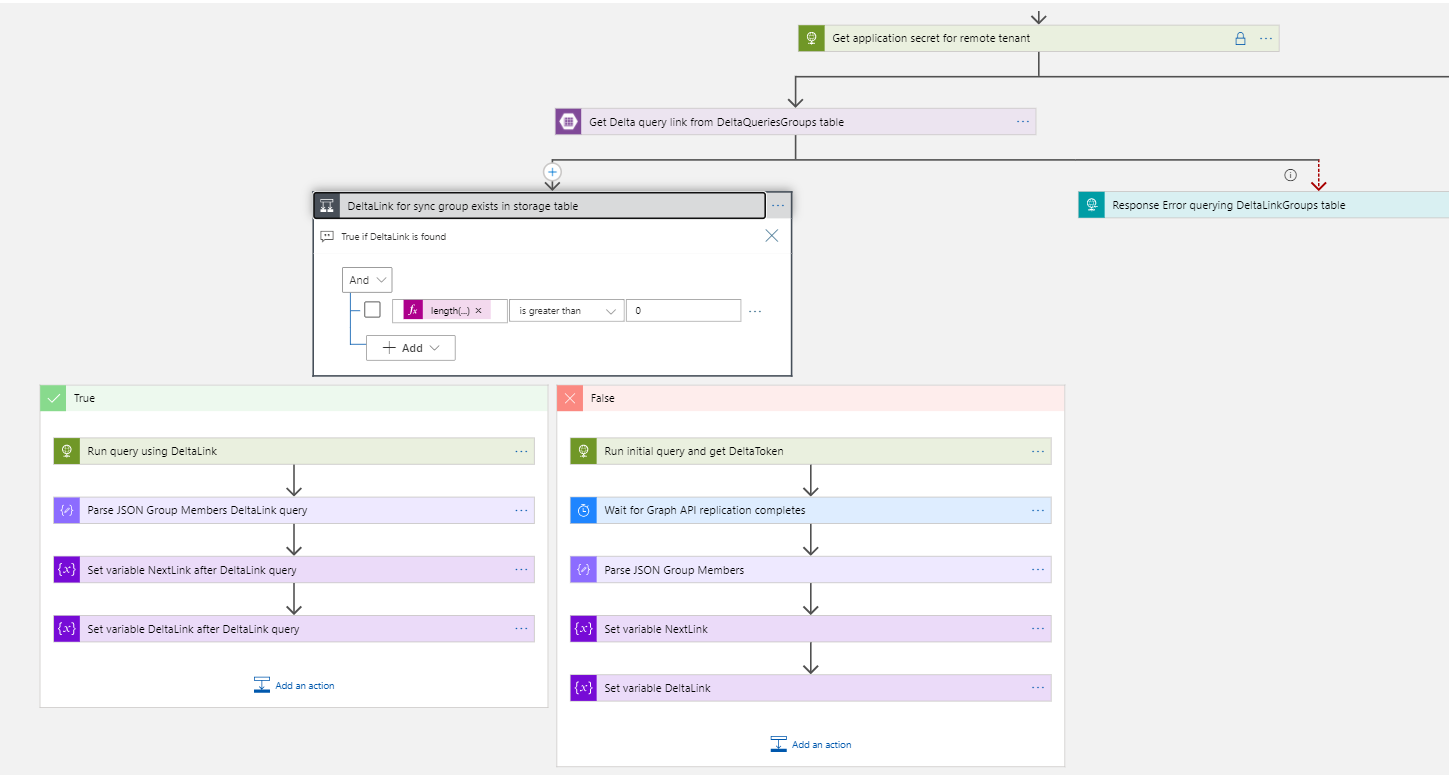 Get application secret for remote tenant
Get Delta query link from DeltaQueriesGroups table
DeltaLink for sync group exists in storage table
Response Error querying DeltaLinkGroups table
True if DeltaLink is found
And
fx length(...) × is greater than 0
+ Add
True
False
Run query using DeltaLink
Run initial query and get DeltaToken
Parse JSON Group Members DeltaLink query
Wait for Graph API replication completes
Set variable NextLink after DeltaLink query
Parse JSON Group Members
{x} Set variable DeltaLink after DeltaLink query
{x} Set variable NextLink
Add an action
{x} Set variable DeltaLink
Add an action